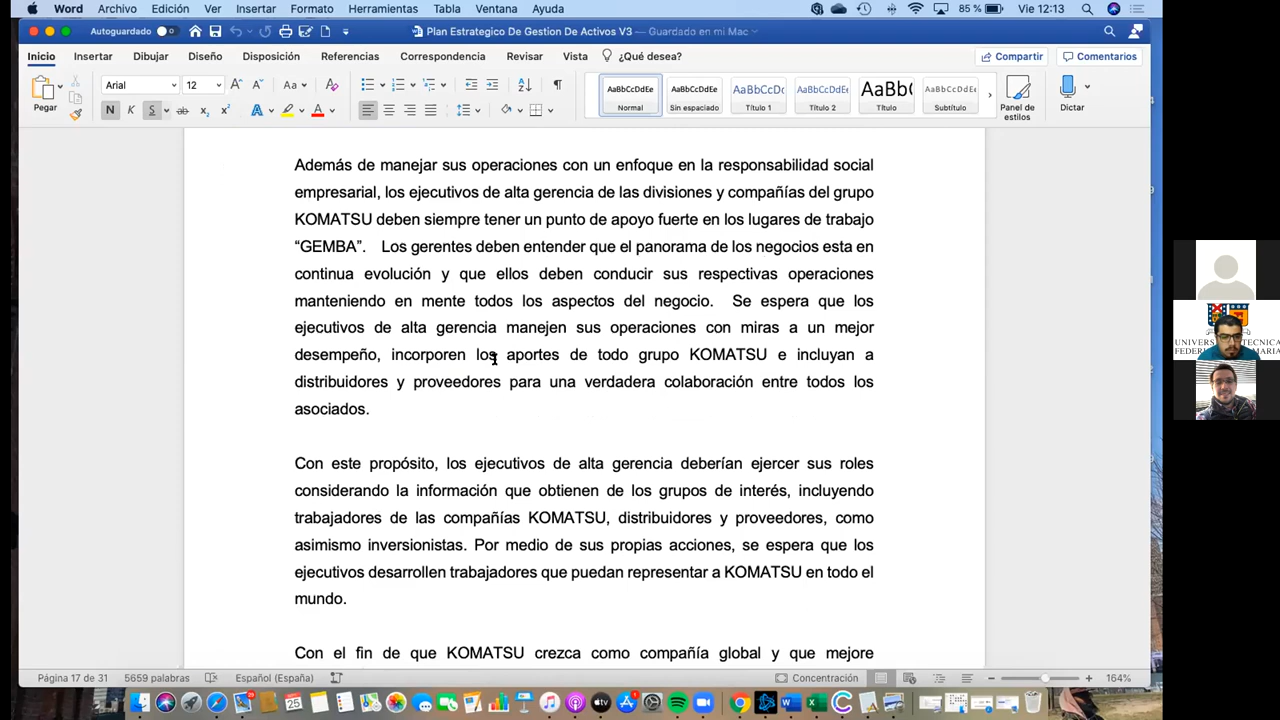 Word Archivo Edición Ver Insertar Formato Herramientas Tabla Ventana Ayuda 85 % Vie 12:13
Autoguardado Plan Estrategico De Gestion De Activos V3 — Guardado en mi Mac
Inicio Insertar Dibujar Diseño Disposición Referencias Correspondencia Revisar Vista ¿Qué desea? Compartir Comentarios
Arial 12 Aa AaBbCcDdEe AaBbCcDdEe AaBbCcDc AaBbCcDdEe AaBb( AaBbCcDdEe
Pegar N K S Normal Sin espaciado Título 1 Título 2 Título Subtítulo Panel de estilos Dictar
Además de manejar sus operaciones con un enfoque en la responsabilidad social
empresarial, los ejecutivos de alta gerencia de las divisiones y compañías del grupo
KOMATSU deben siempre tener un punto de apoyo fuerte en los lugares de trabajo
“GEMBA”. Los gerentes deben entender que el panorama de los negocios esta en
continua evolución y que ellos deben conducir sus respectivas operaciones
manteniendo en mente todos los aspectos del negocio. Se espera que los
ejecutivos de alta gerencia manejen sus operaciones con miras a un mejor
desempeño, incorporen los aportes de todo grupo KOMATSU e incluyan a
distribuidores y proveedores para una verdadera colaboración entre todos los
asociados.
Con este propósito, los ejecutivos de alta gerencia deberían ejercer sus roles
considerando la información que obtienen de los grupos de interés, incluyendo
trabajadores de las compañías KOMATSU, distribuidores y proveedores, como
asimismo inversionistas. Por medio de sus propias acciones, se espera que los
ejecutivos desarrollen trabajadores que puedan representar a KOMATSU en todo el
mundo.
Con el fin de que KOMATSU crezca como compañía global y que mejore
Página 17 de 31 5659 palabras Español (España) Concentración 164%